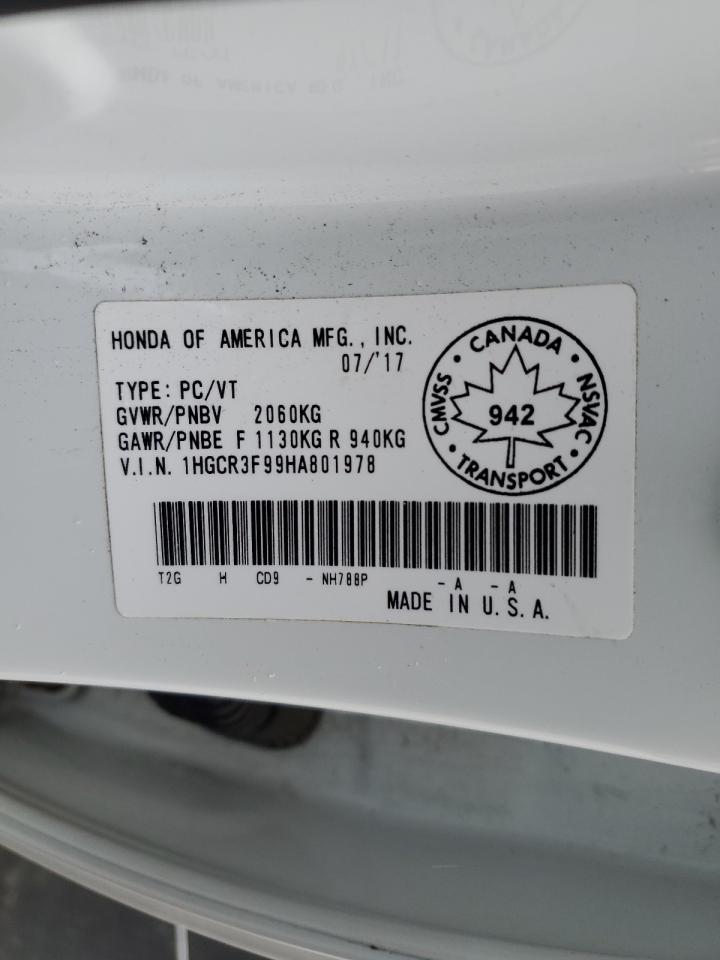 HONDA OF AMERICA MFG., INC.
07/'17
TYPE: PC/VT
GVWR/PNBV 2060KG
GAWR/PNBE F 1130KG R 940KG
V.I.N. 1HGCR3F99HA801978
CANADA
CMVSS
NSVAC
942
TRANSPORT
T2G H CD9 - NH788P - A - A
MADE IN U.S.A.